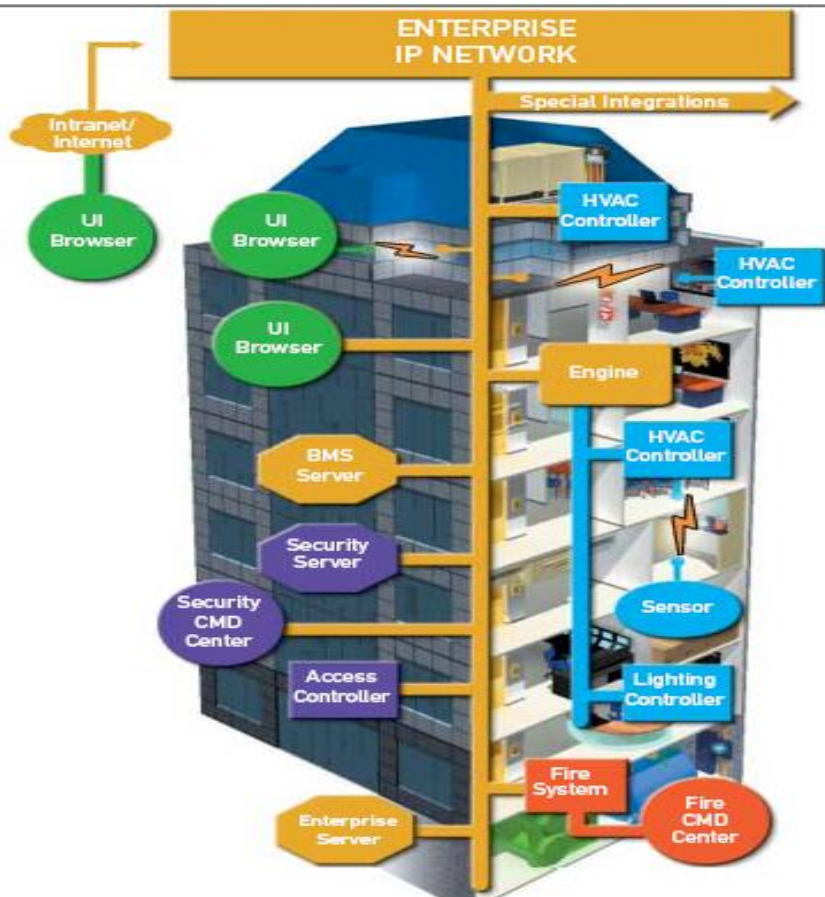 ENTERPRISE
IP NETWORK
Special Integrations
Intranet/
Internet
UI
Browser
UI
Browser
HVAC
Controller
HVAC
Controller
UI
Browser
Engine
HVAC
Controller
BMS
Server
Security
Server
Security
CMD
Center
Sensor
Access
Controller
Lighting
Controller
Fire
System
Fire
CMD
Center
Enterprise
Server